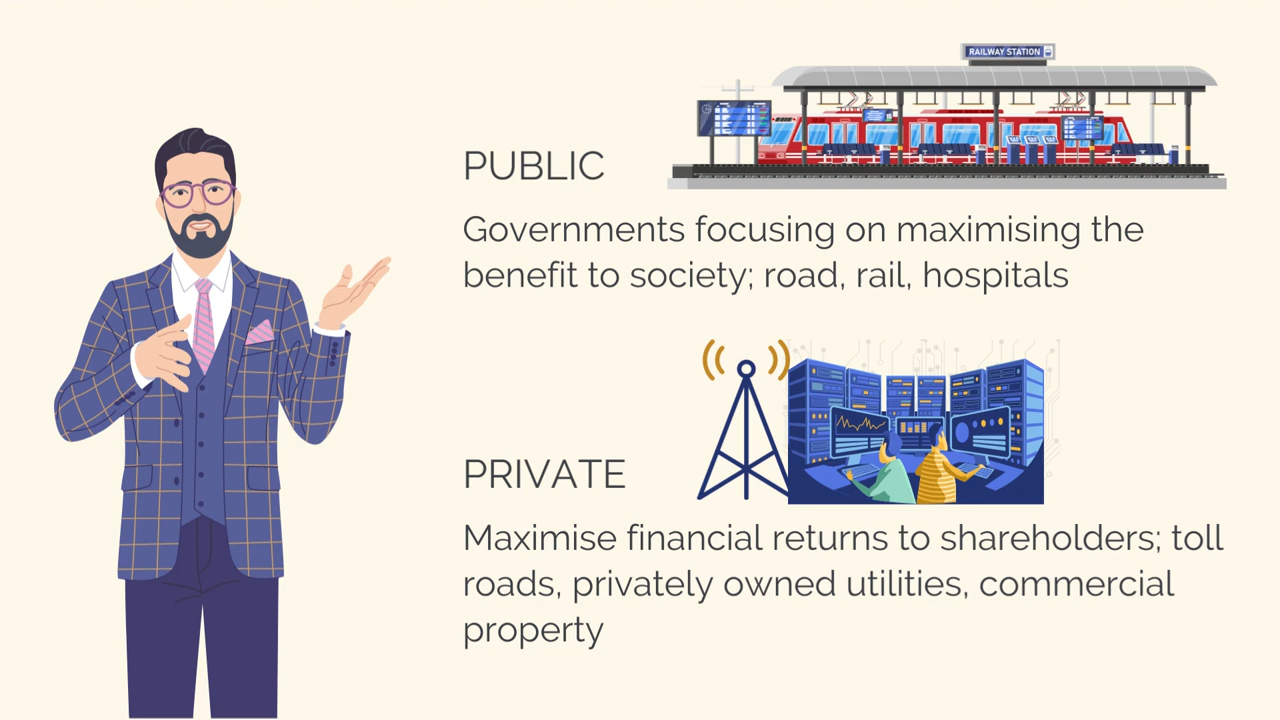 RAILWAY STATION
PUBLIC
Governments focusing on maximising the
benefit to society; road, rail, hospitals
PRIVATE
Maximise financial returns to shareholders; toll
roads, privately owned utilities, commercial
property